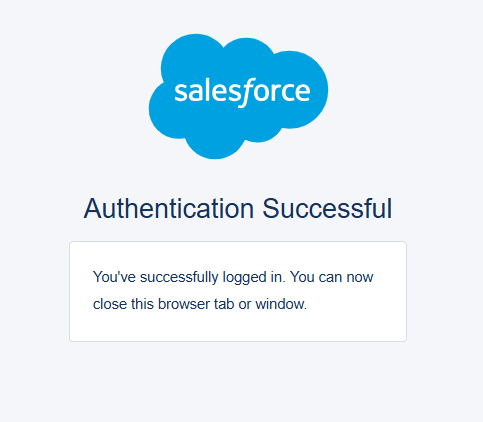 salesforce
Authentication Successful
You've successfully logged in. You can now
close this browser tab or window.